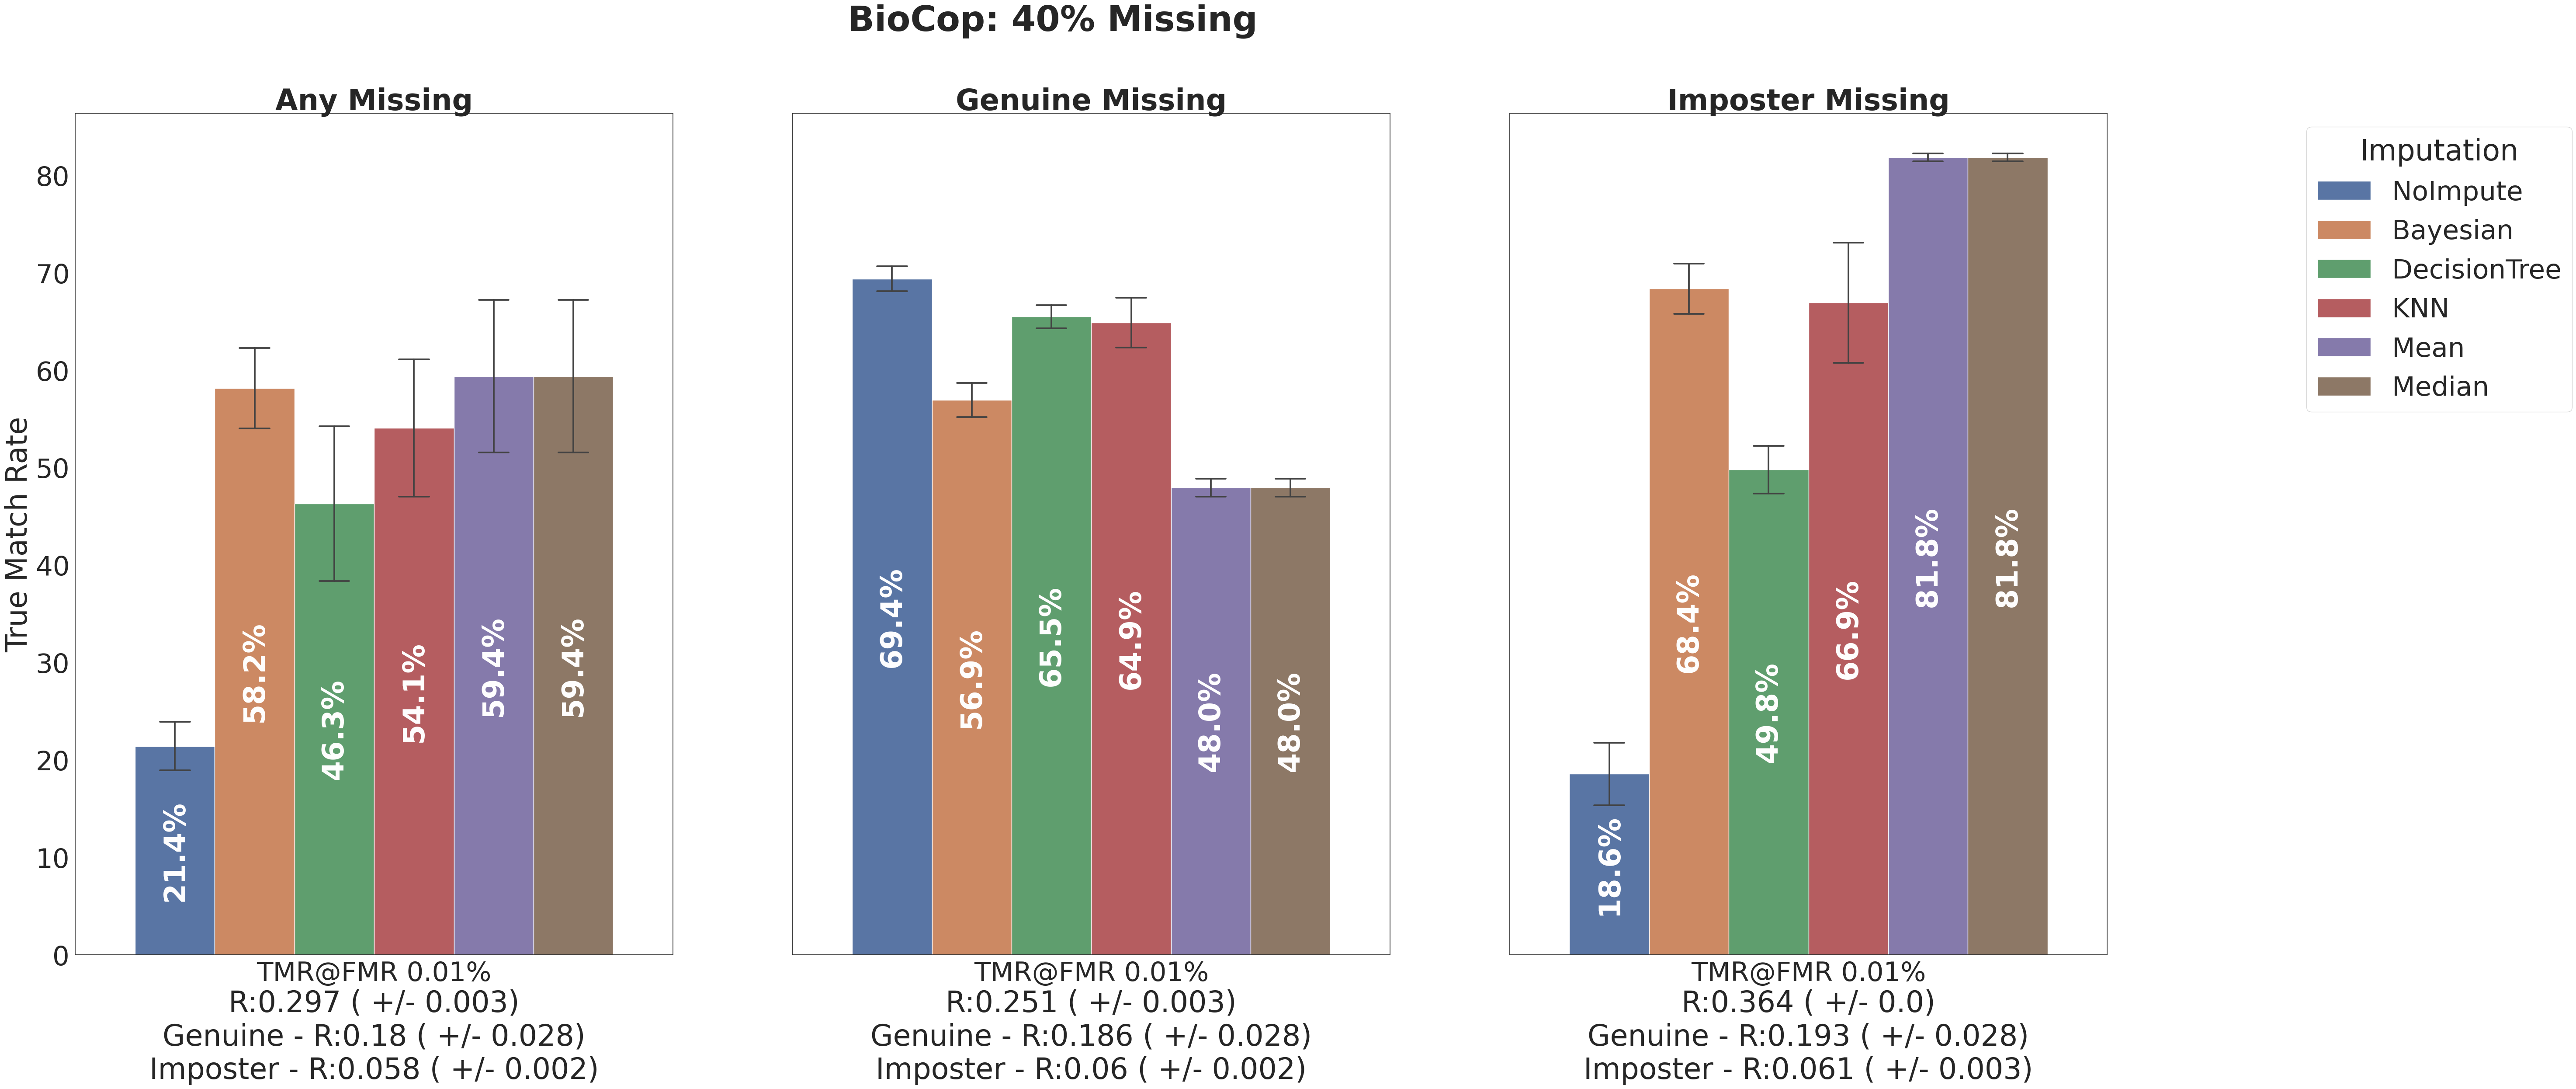 BioCop: 40% Missing
Any Missing
Genuine Missing
Imposter Missing
True Match Rate
80
70
60
50
40
30
20
10
0
21.4%
58.2%
46.3%
54.1%
59.4%
59.4%
69.4%
56.9%
65.5%
64.9%
48.0%
48.0%
18.6%
68.4%
49.8%
66.9%
81.8%
81.8%
TMR@FMR 0.01%
R:0.297 ( +/- 0.003)
Genuine - R:0.18 ( +/- 0.028)
Imposter - R:0.058 ( +/- 0.002)
TMR@FMR 0.01%
R:0.251 ( +/- 0.003)
Genuine - R:0.186 ( +/- 0.028)
Imposter - R:0.06 ( +/- 0.002)
TMR@FMR 0.01%
R:0.364 ( +/- 0.0)
Genuine - R:0.193 ( +/- 0.028)
Imposter - R:0.061 ( +/- 0.003)
Imputation
NoImpute
Bayesian
DecisionTree
KNN
Mean
Median